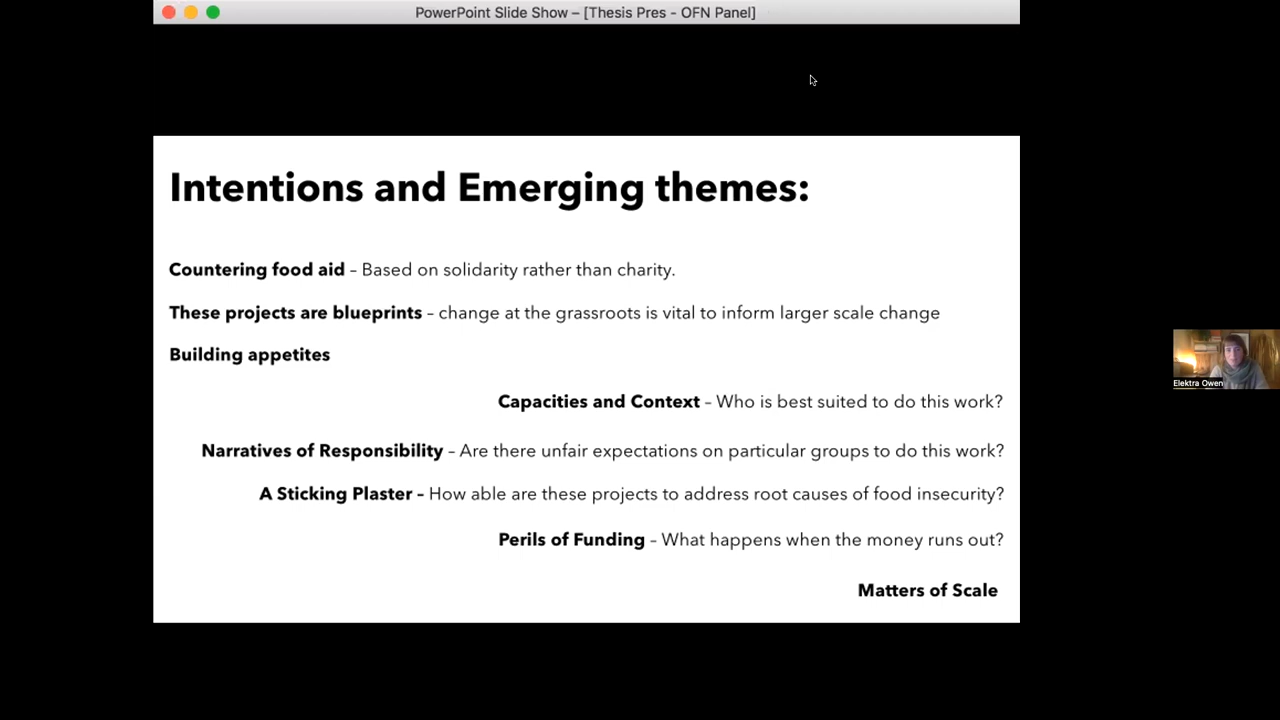 PowerPoint Slide Show – [Thesis Pres - OFN Panel]
Intentions and Emerging themes:
Countering food aid – Based on solidarity rather than charity.
These projects are blueprints – change at the grassroots is vital to inform larger scale change
Building appetites
Capacities and Context – Who is best suited to do this work?
Narratives of Responsibility – Are there unfair expectations on particular groups to do this work?
A Sticking Plaster – How able are these projects to address root causes of food insecurity?
Perils of Funding – What happens when the money runs out?
Matters of Scale
Elektra Owen